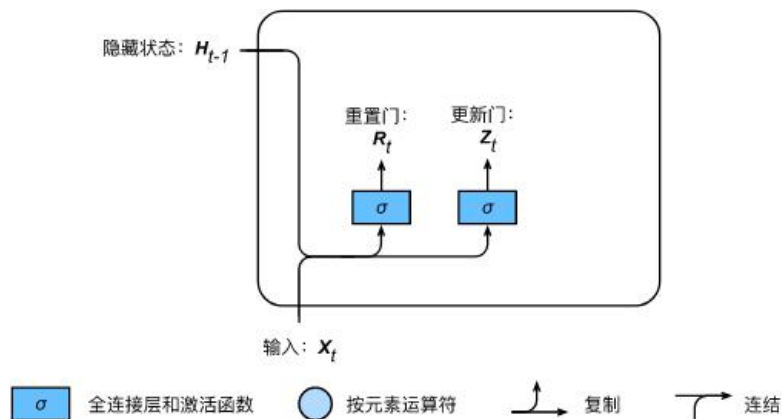 隐藏状态：H_{t-1}
重置门： 更新门：
R_t Z_t
σ σ
输入：X_t
σ 全连接层和激活函数 按元素运算符 复制 连结